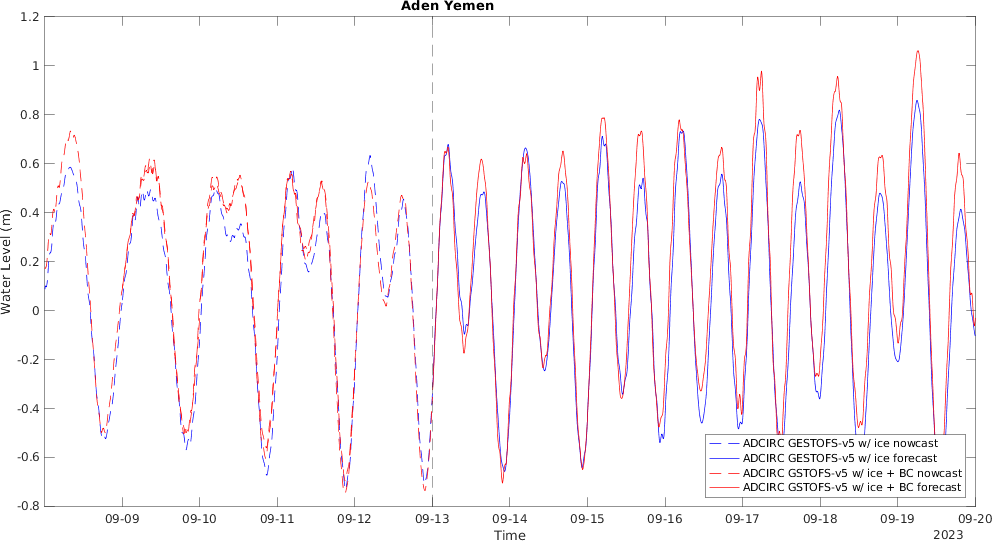 Aden Yemen
1.2
1
0.8
0.6
0.4
0.2
0
-0.2
-0.4
-0.6
-0.8
Water Level (m)
ADCIRC GESTOFS-v5 w/ ice nowcast
ADCIRC GESTOFS-v5 w/ ice forecast
ADCIRC GSTOFS-v5 w/ ice + BC nowcast
ADCIRC GSTOFS-v5 w/ ice + BC forecast
09-09 09-10 09-11 09-12 09-13 09-14 09-15 09-16 09-17 09-18 09-19 09-20
Time
2023